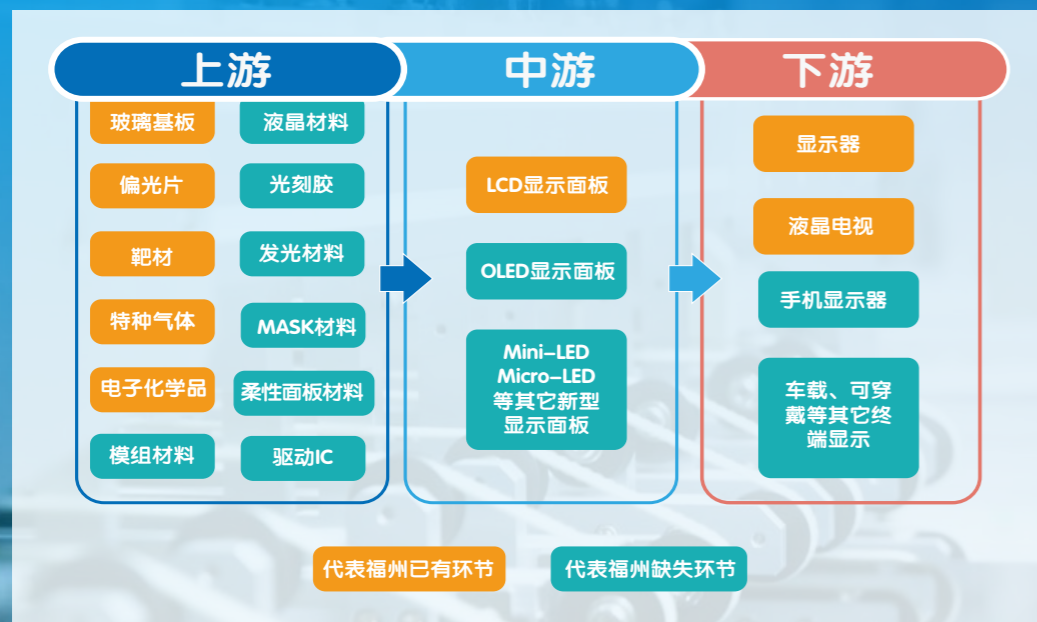 上游
中游
下游
玻璃基板
液晶材料
偏光片
光刻胶
靶材
发光材料
特种气体
MASK材料
电子化学品
柔性面板材料
模组材料
驱动IC
LCD显示面板
OLED显示面板
Mini-LED
Micro-LED
等其它新型
显示面板
显示器
液晶电视
手机显示器
车载、可穿
戴等其它终
端显示
代表福州已有环节
代表福州缺失环节